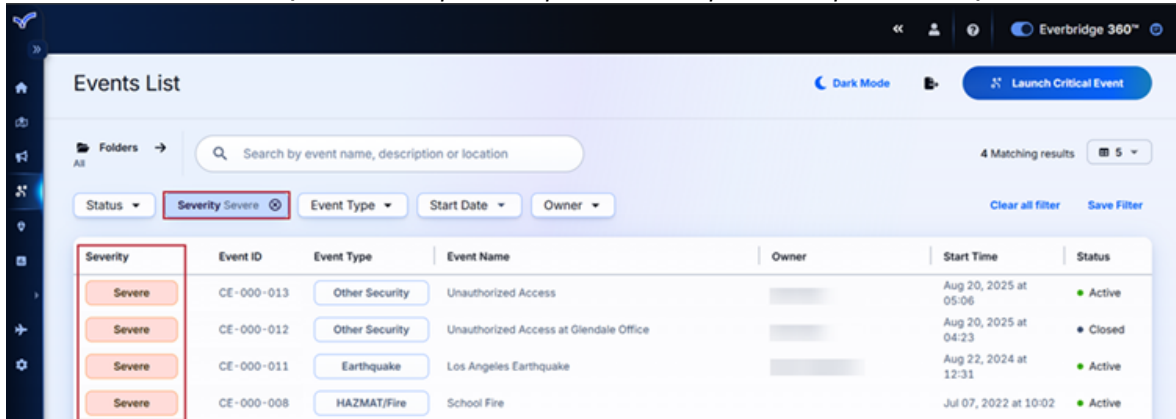 « Everbridge 360™
Events List Dark Mode Launch Critical Event
Folders → Search by event name, description or location 4 Matching results 5
All
Status Severity Severe Event Type Start Date Owner Clear all filter Save Filter
Severity Event ID Event Type Event Name Owner Start Time Status
Severe CE-000-013 Other Security Unauthorized Access Aug 20, 2025 at Active
05:06
Severe CE-000-012 Other Security Unauthorized Access at Glendale Office Aug 20, 2025 at Closed
04:23
Severe CE-000-011 Earthquake Los Angeles Earthquake Aug 22, 2024 at Active
12:31
Severe CE-000-008 HAZMAT/Fire School Fire Jul 07, 2022 at 10:02 Active